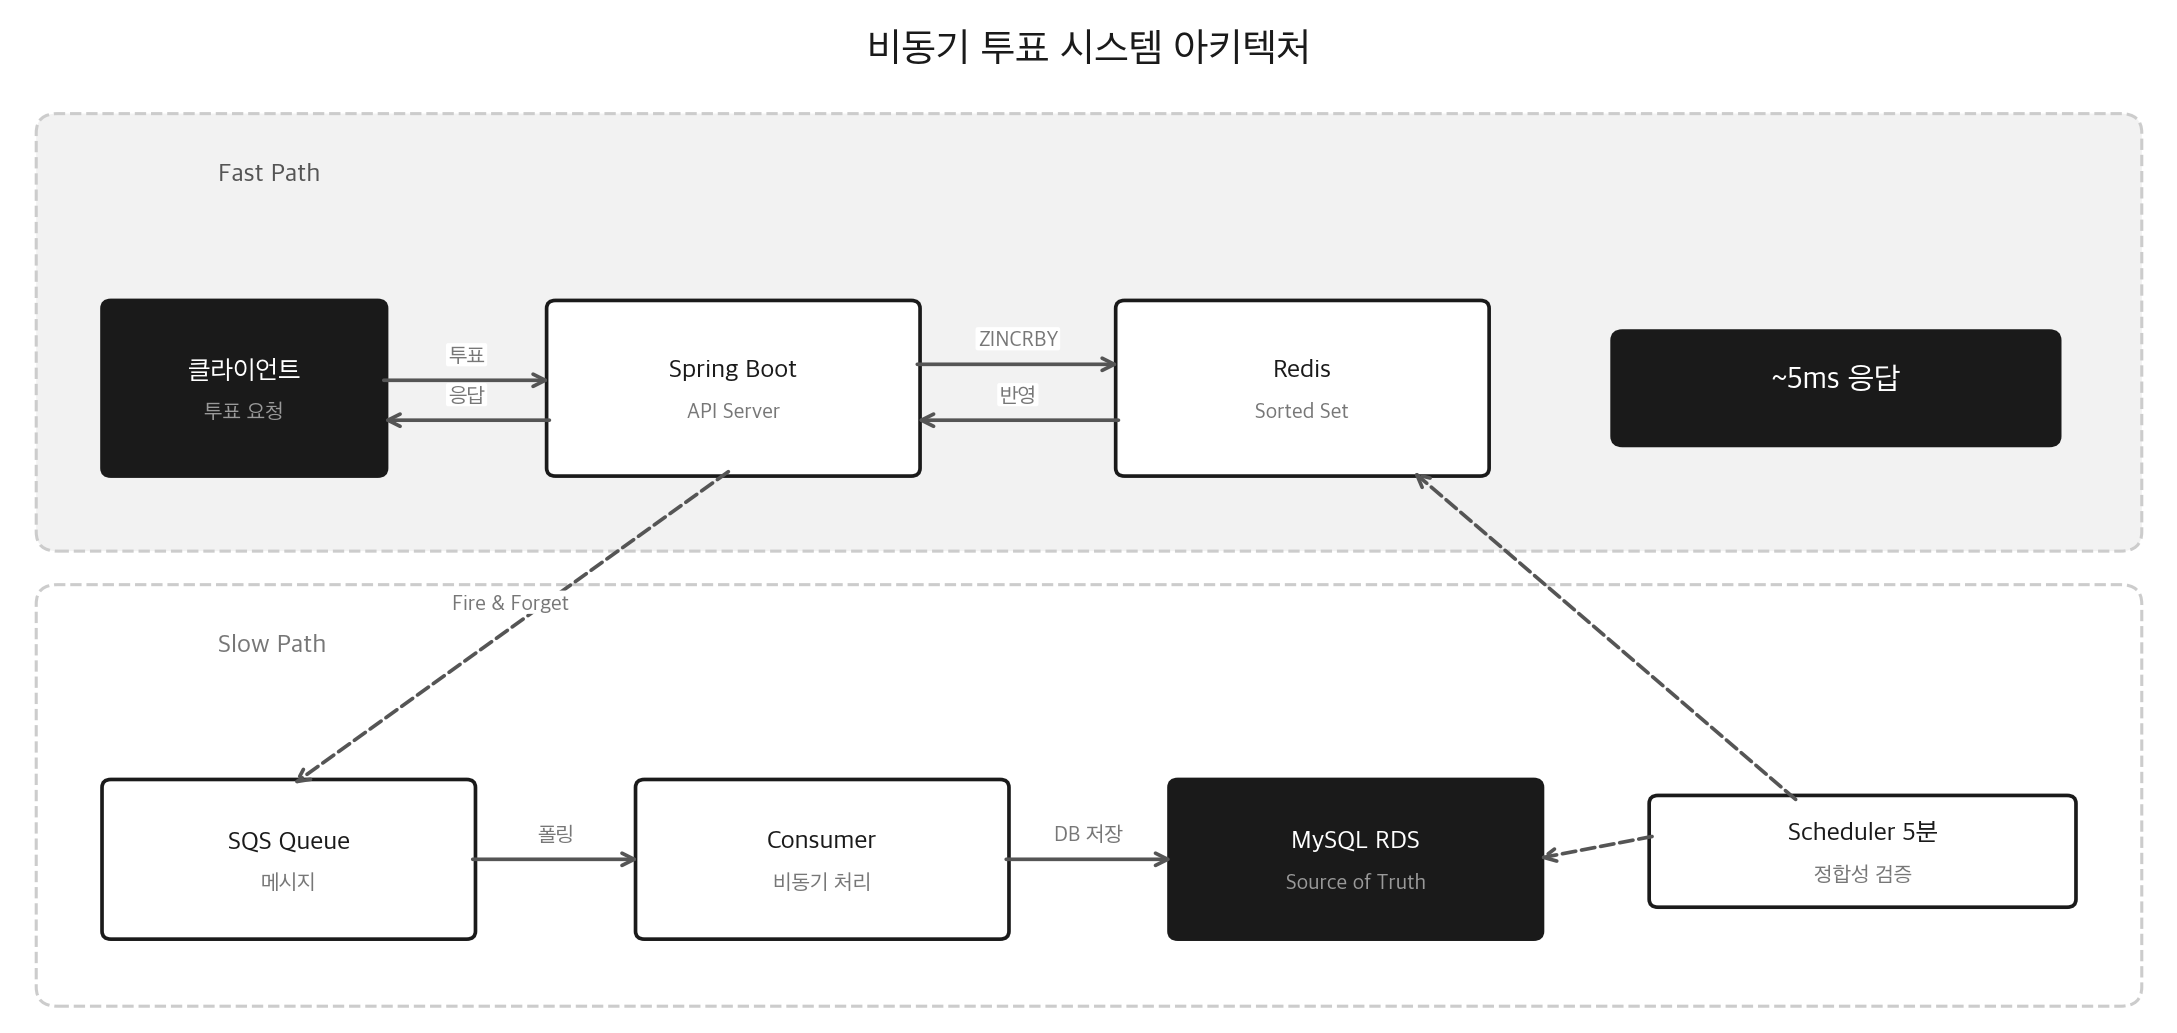 비동기 투표 시스템 아키텍처
Fast Path
클라이언트
투표 요청
투표
응답
Spring Boot
API Server
ZINCRBY
반영
Redis
Sorted Set
~5ms 응답
Fire & Forget
Slow Path
SQS Queue
메시지
폴링
Consumer
비동기 처리
DB 저장
MySQL RDS
Source of Truth
Scheduler 5분
정합성 검증